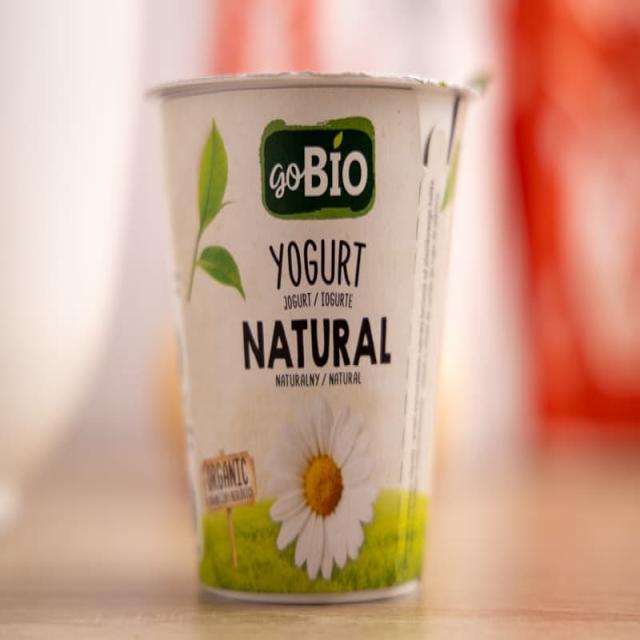 goBIO
YOGURT
JOGURT / IOGURTE
NATURAL
NATURALNY / NATURAL
ORGANIC